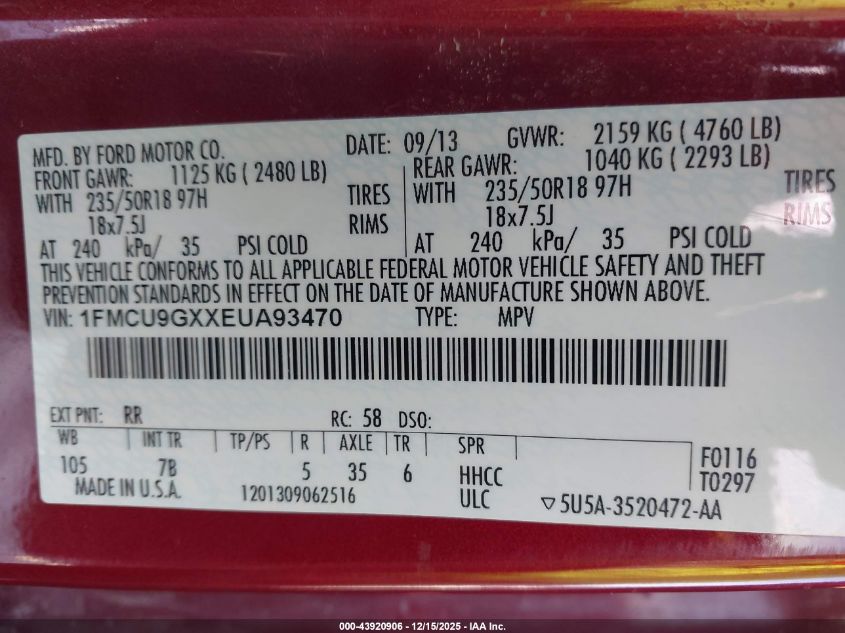 MFD. BY FORD MOTOR CO. DATE: 09/13 GVWR: 2159 KG ( 4760 LB)
FRONT GAWR: 1125 KG ( 2480 LB) REAR GAWR: 1040 KG ( 2293 LB)
WITH 235/50R18 97H TIRES WITH 235/50R18 97H TIRES
18x7.5J RIMS 18x7.5J RIMS
AT 240 kPa/ 35 PSI COLD AT 240 kPa/ 35 PSI COLD
THIS VEHICLE CONFORMS TO ALL APPLICABLE FEDERAL MOTOR VEHICLE SAFETY AND THEFT
PREVENTION STANDARDS IN EFFECT ON THE DATE OF MANUFACTURE SHOWN ABOVE.
VIN: 1FMCU9GXXEUA93470 TYPE: MPV
EXT PNT: RR RC: 58 DSO:
WB INT TR TP/PS R AXLE TR SPR F0116
105 7B 5 35 6 HHCC T0297
MADE IN U.S.A. 1201309062516 ULC ▽5U5A-3520472-AA
000-43920906 - 12/15/2025 - IAA Inc.